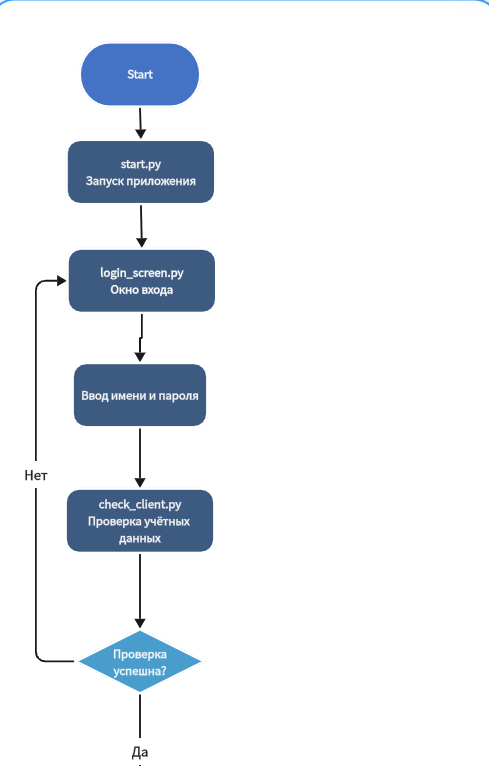 Start
start.py
Запуск приложения
login_screen.py
Окно входа
Ввод имени и пароля
Нет
check_client.py
Проверка учётных
данных
Проверка
успешна?
Да